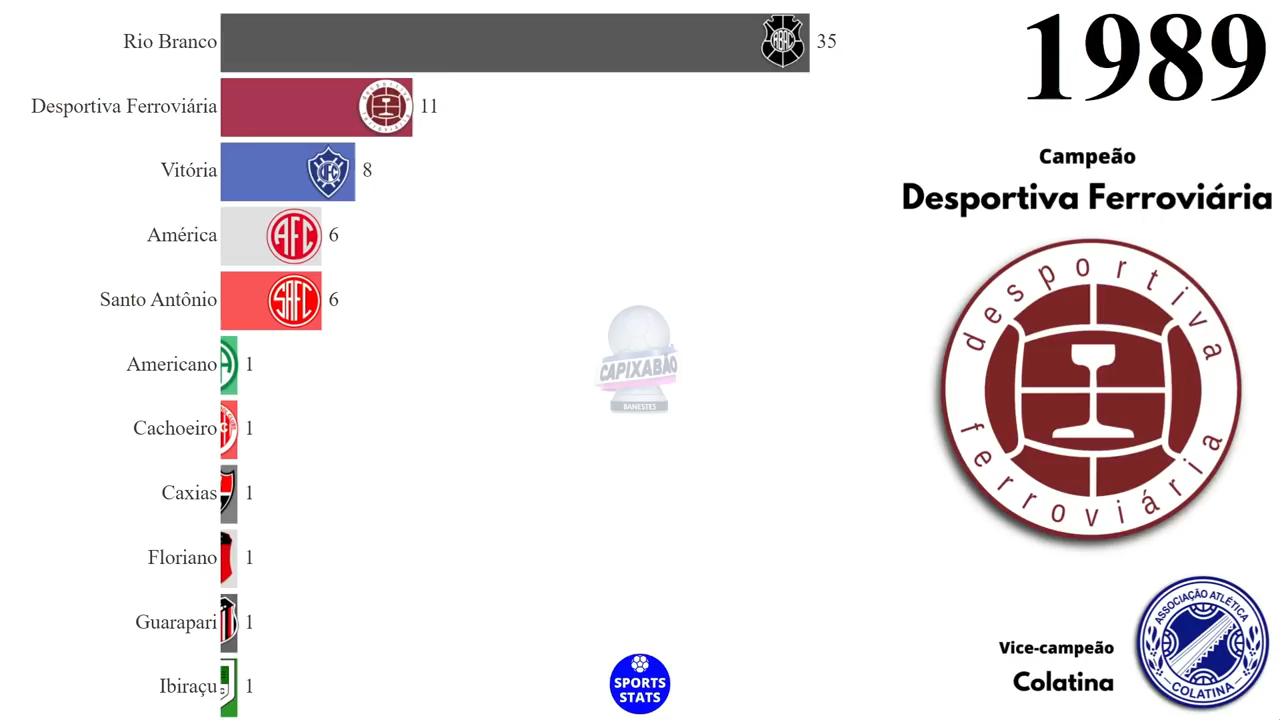 Rio Branco 35
Desportiva Ferroviária 11
Vitória 8
América 6
Santo Antônio 6
Americano 1
Cachoeiro 1
Caxias 1
Floriano 1
Guarapari 1
Ibiraçu 1
AFC
SAFC
CAPIXABÃO
BANESTES
SPORTS
STATS
1989
Campeão
Desportiva Ferroviária
desportiva
ferroviária
Vice-campeão
Colatina
ASSOCIAÇÃO ATLÉTICA
COLATINA